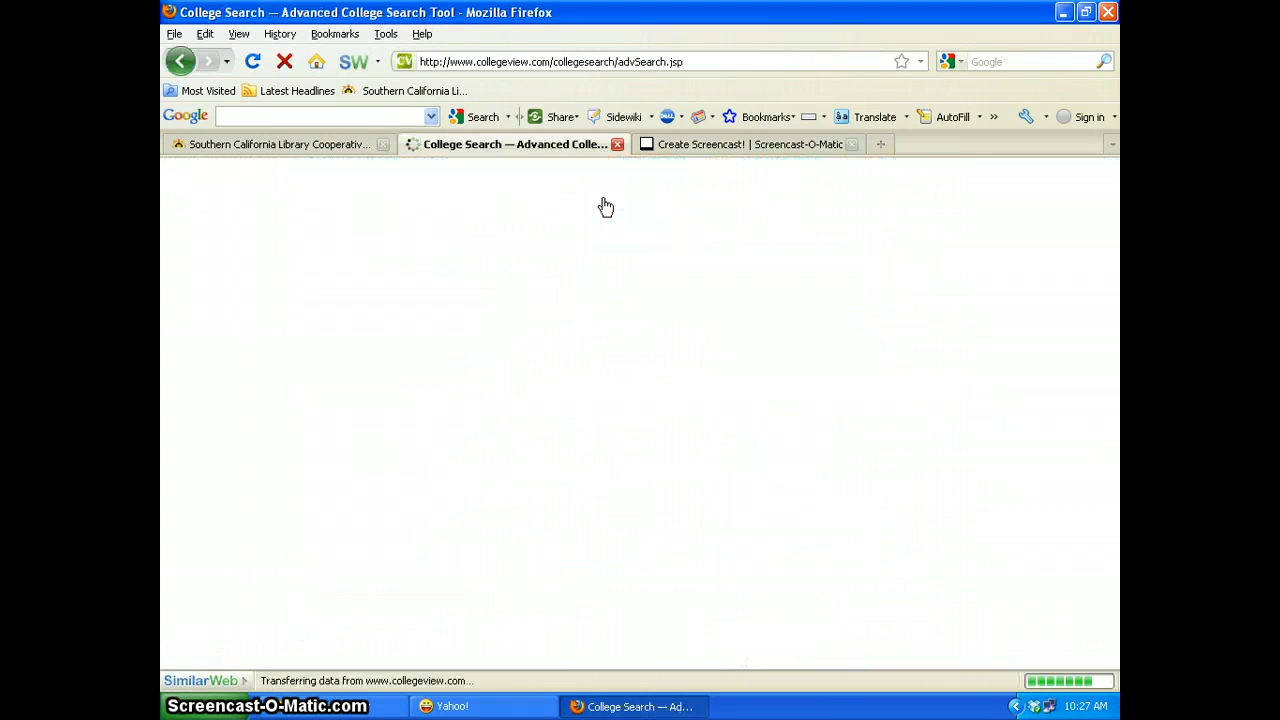 College Search — Advanced College Search Tool - Mozilla Firefox
File Edit View History Bookmarks Tools Help
SW CV http://www.collegeview.com/collegesearch/advSearch.jsp Google
Most Visited Latest Headlines Southern California Li...
Google Search Share Sidewiki DELL Bookmarks Translate » AutoFill Sign in
Southern California Library Cooperativ... College Search — Advanced Colle... Create Screencast! | Screencast-O-Matic
SimilarWeb Transferring data from www.collegeview.com...
Screencast-O-Matic.com Yahoo! College Search — Ad... 10:27 AM